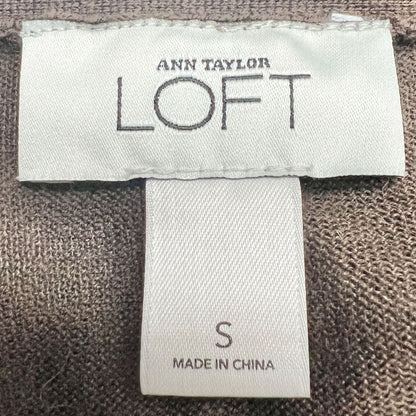 ANN TAYLOR
LOFT
S
MADE IN CHINA